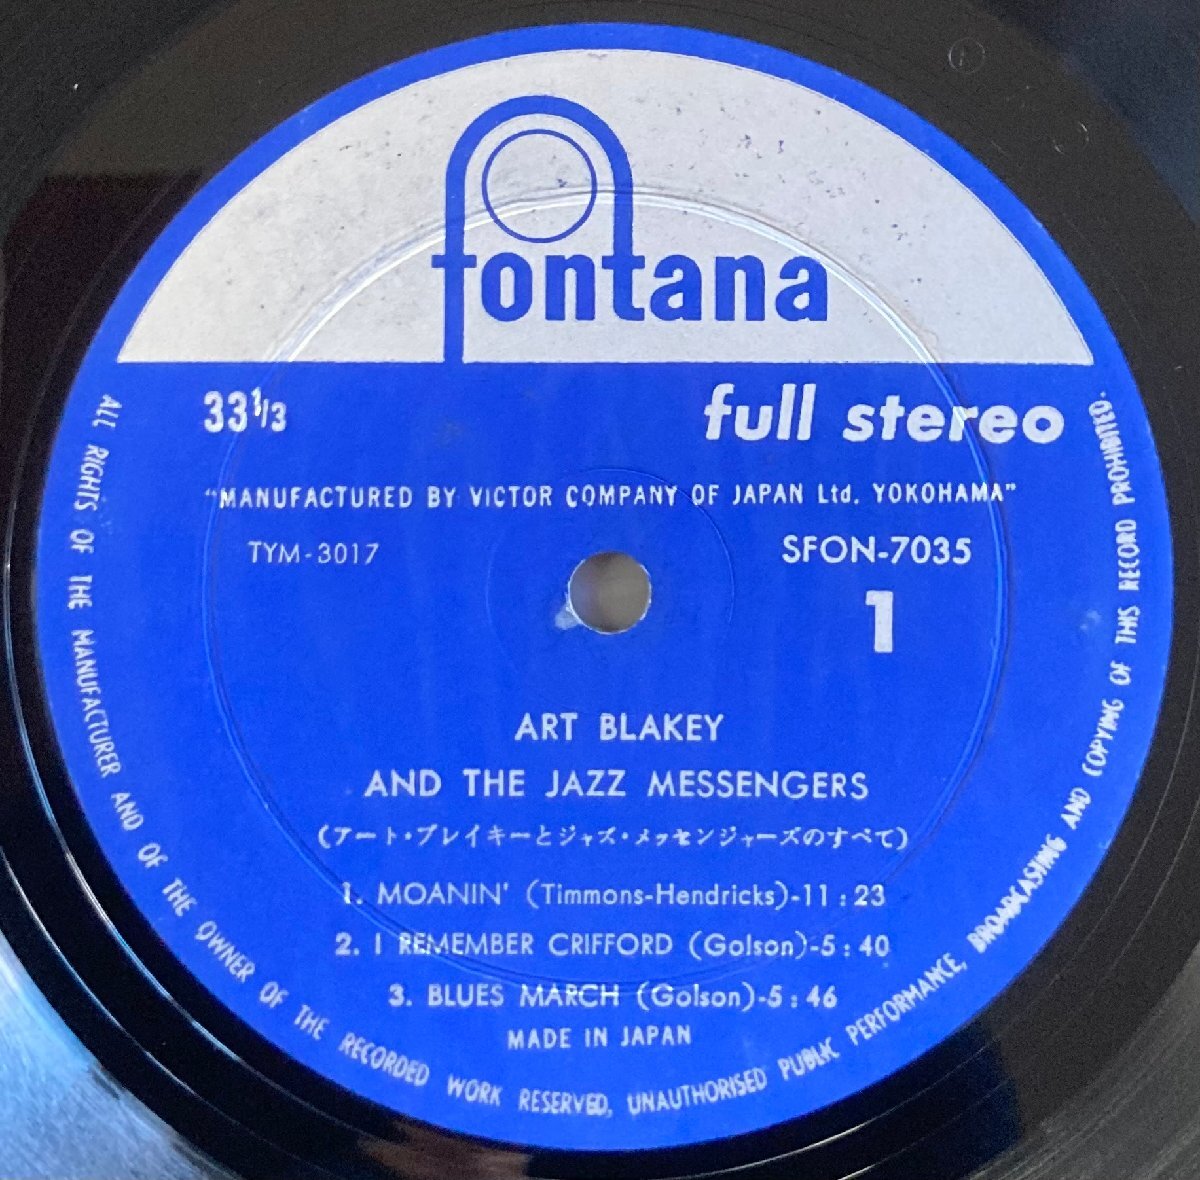 fontana
33 1/3
full stereo
"MANUFACTURED BY VICTOR COMPANY OF JAPAN Ltd. YOKOHAMA"
TYM-3017
SFON-7035
1
ART BLAKEY
AND THE JAZZ MESSENGERS
(アート・ブレイキーとジャズ・メッセンジャーズのすべて)
1. MOANIN' (Timmons-Hendricks)-11:23
2. I REMEMBER CRIFFORD (Golson)-5:40
3. BLUES MARCH (Golson)-5:46
MADE IN JAPAN
ALL RIGHTS OF THE MANUFACTURER AND OF THE OWNER OF THE RECORDED WORK RESERVED, UNAUTHORISED PUBLIC PERFORMANCE, BROADCASTING AND COPYING OF THIS RECORD PROHIBITED.